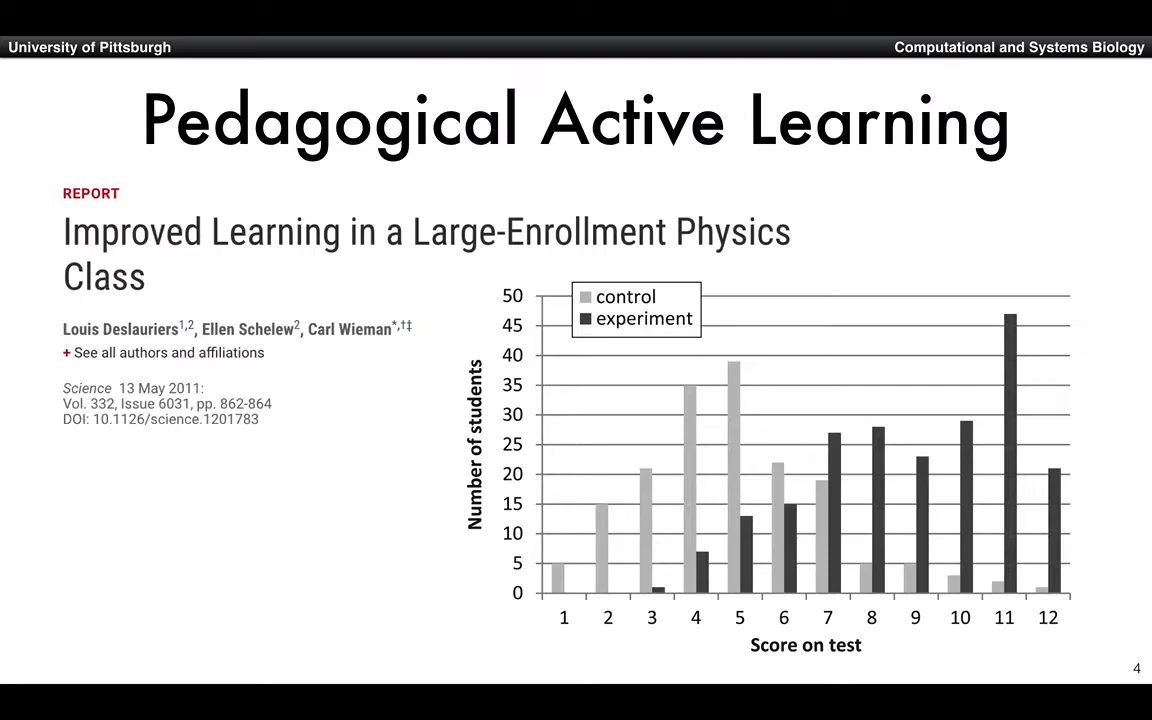 University of Pittsburgh
Computational and Systems Biology
Pedagogical Active Learning
REPORT
Improved Learning in a Large-Enrollment Physics
Class
Louis Deslauriers1,2, Ellen Schelew2, Carl Wieman*,†‡
+ See all authors and affiliations
Science 13 May 2011:
Vol. 332, Issue 6031, pp. 862-864
DOI: 10.1126/science.1201783
control
experiment
Number of students
50
45
40
35
30
25
20
15
10
5
0
1 2 3 4 5 6 7 8 9 10 11 12
Score on test
4